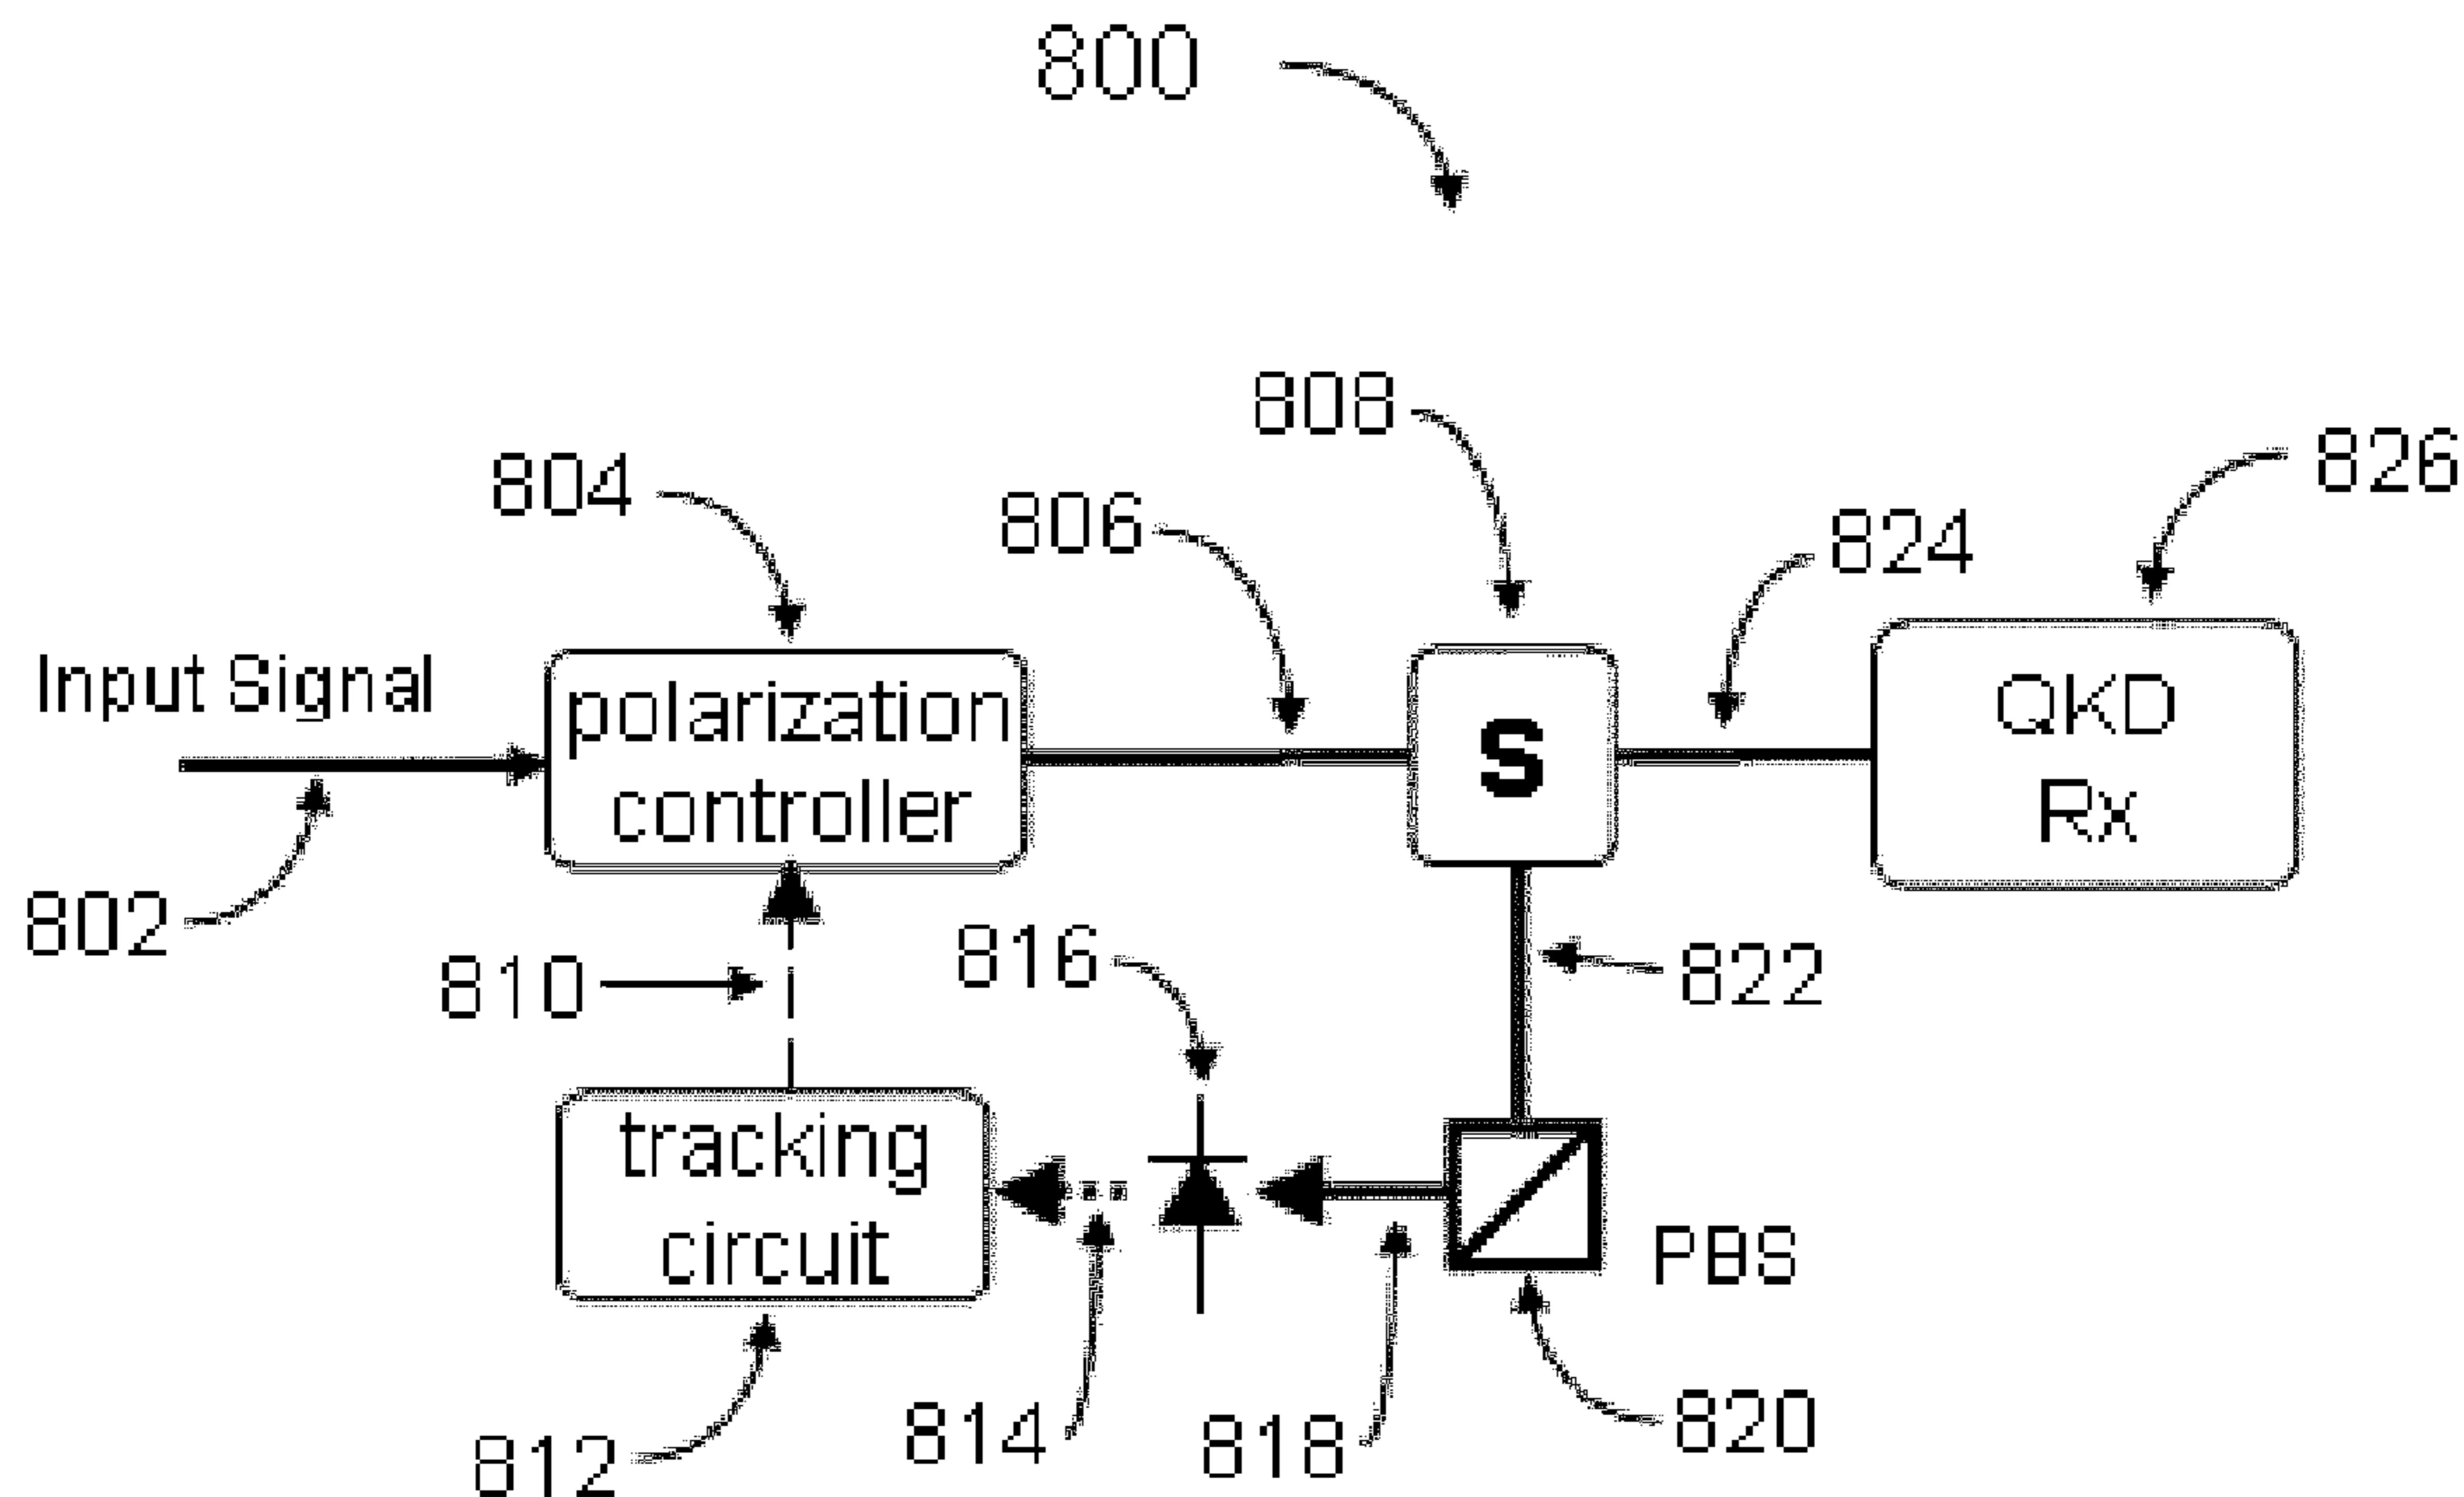 800
808
826
804
806
824
Input Signal
polarization
controller
S
QKD
Rx
802
810
816
822
tracking
circuit
PBS
814
818
820
812